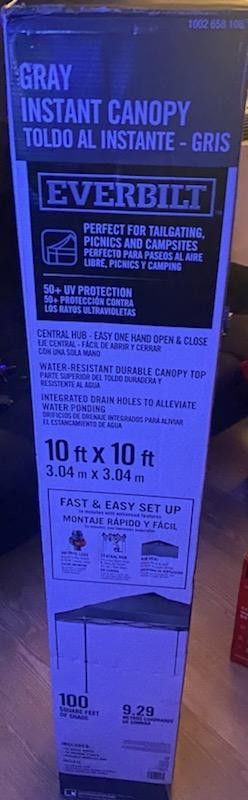 1002 658 106
GRAY
INSTANT CANOPY
TOLDO AL INSTANTE - GRIS
EVERBILT
PERFECT FOR TAILGATING,
PICNICS AND CAMPSITES
PERFECTO PARA PASEOS AL AIRE
LIBRE, PICNICS Y CAMPING
50+ UV PROTECTION
50+ PROTECCIÓN CONTRA
LOS RAYOS ULTRAVIOLETAS
CENTRAL HUB - EASY ONE HAND OPEN & CLOSE
EJE CENTRAL - FÁCIL DE ABRIR Y CERRAR
CON UNA SOLA MANO
WATER-RESISTANT DURABLE CANOPY TOP
PARTE SUPERIOR DEL TOLDO DURADERA Y
RESISTENTE AL AGUA
INTEGRATED DRAIN HOLES TO ALLEVIATE
WATER PONDING
ORIFICIOS DE DRENAJE INTEGRADOS PARA ALIVIAR
EL ESTANCAMIENTO DE AGUA
10 ft x 10 ft
3.04 m x 3.04 m
FAST & EASY SET UP
MONTAJE RÁPIDO Y FÁCIL
100
SQUARE FEET
OF SHADE
9.29
METROS CUADRADOS
DE SOMBRA